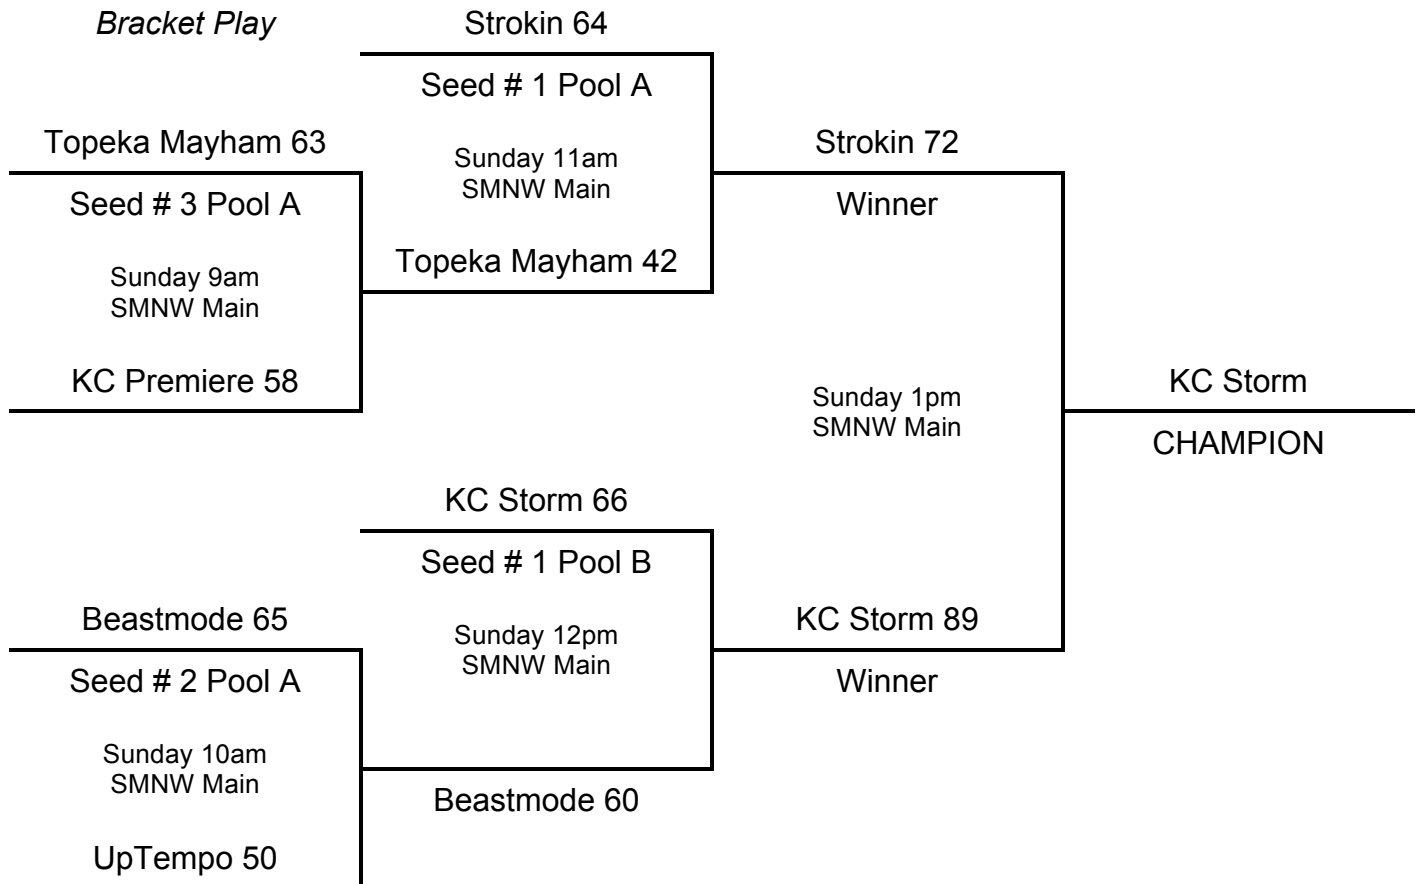 Bracket Play
Strokin 64
Seed # 1 Pool A
Topeka Mayham 63
Sunday 11am
SMNW Main
Strokin 72
Seed # 3 Pool A
Winner
Sunday 9am
SMNW Main
Topeka Mayham 42
KC Premiere 58
Sunday 1pm
SMNW Main
KC Storm
CHAMPION
KC Storm 66
Seed # 1 Pool B
Beastmode 65
Sunday 12pm
SMNW Main
KC Storm 89
Seed # 2 Pool A
Winner
Sunday 10am
SMNW Main
Beastmode 60
UpTempo 50